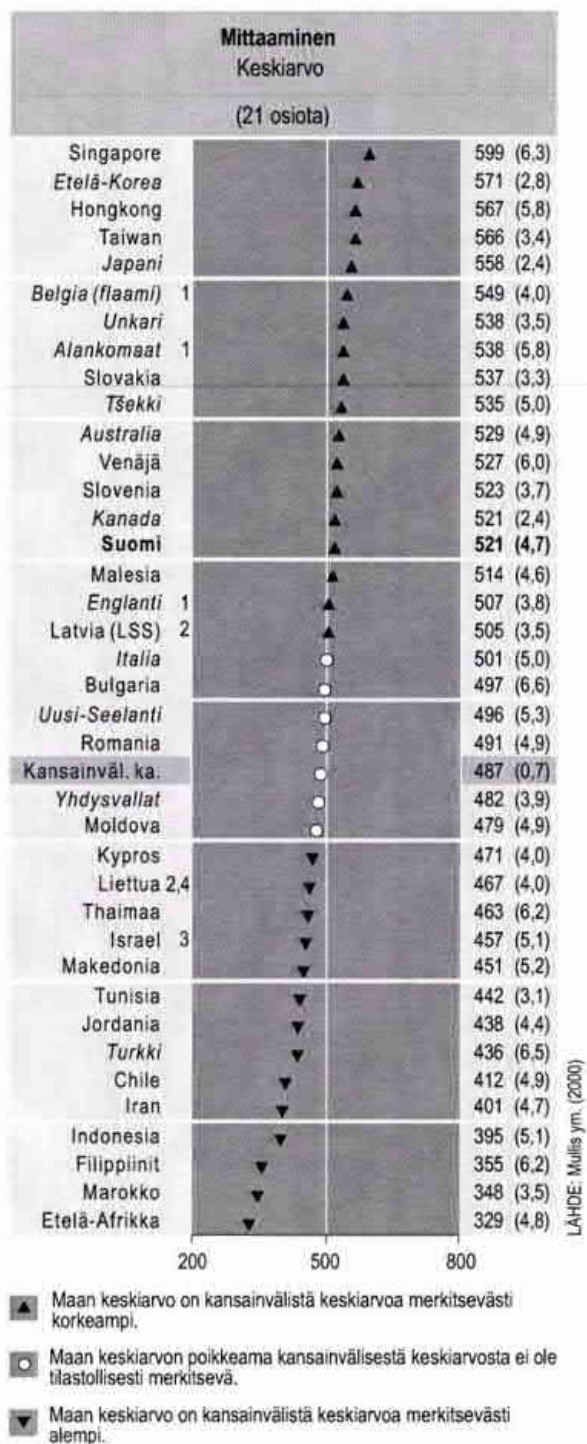 Mittaaminen
Keskiarvo
(21 osiota)
Singapore 599 (6,3)
Etelä-Korea 571 (2,8)
Hongkong 567 (5,8)
Taiwan 566 (3,4)
Japani 558 (2,4)
Belgia (flaami) 1 549 (4,0)
Unkari 538 (3,5)
Alankomaat 1 538 (5,8)
Slovakia 537 (3,3)
Tšekki 535 (5,0)
Australia 529 (4,9)
Venäjä 527 (6,0)
Slovenia 523 (3,7)
Kanada 521 (2,4)
Suomi 521 (4,7)
Malesia 514 (4,6)
Englanti 1 507 (3,8)
Latvia (LSS) 2 505 (3,5)
Italia 501 (5,0)
Bulgaria 497 (6,6)
Uusi-Seelanti 496 (5,3)
Romania 491 (4,9)
Kansainväl. ka. 487 (0,7)
Yhdysvallat 482 (3,9)
Moldova 479 (4,9)
Kypros 471 (4,0)
Liettua 2,4 467 (4,0)
Thaimaa 463 (6,2)
Israel 3 457 (5,1)
Makedonia 451 (5,2)
Tunisia 442 (3,1)
Jordania 438 (4,4)
Turkki 436 (6,5)
Chile 412 (4,9)
Iran 401 (4,7)
Indonesia 395 (5,1)
Filippiinit 355 (6,2)
Marokko 348 (3,5)
Etelä-Afrikka 329 (4,8)
200 500 800
LÄHDE: Mullis ym. (2000)
Maan keskiarvo on kansainvälistä keskiarvoa merkitsevästi
korkeampi.
Maan keskiarvon poikkeama kansainvälisestä keskiarvosta ei ole
tilastollisesti merkitsevä.
Maan keskiarvo on kansainvälistä keskiarvoa merkitsevästi
alempi.